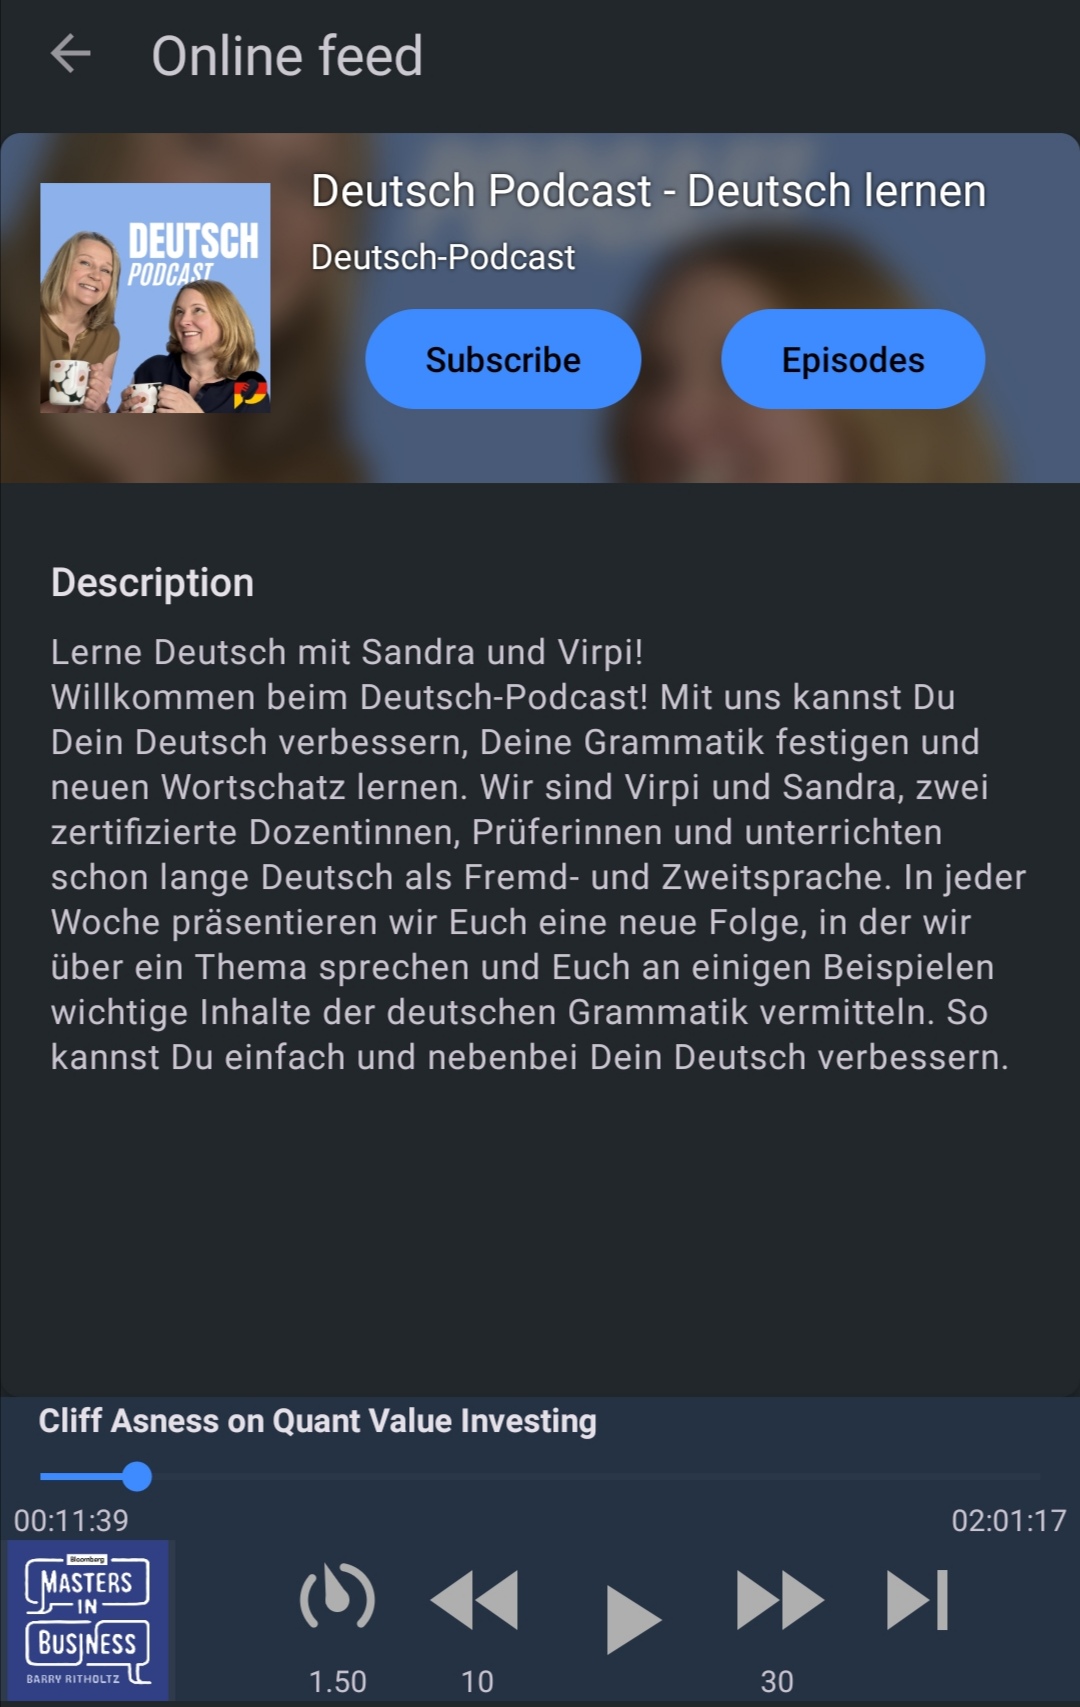 Online feed
DEUTSCH
PODCAST
Deutsch Podcast - Deutsch lernen
Deutsch-Podcast
Subscribe
Episodes
Description
Lerne Deutsch mit Sandra und Virpi!
Willkommen beim Deutsch-Podcast! Mit uns kannst Du
Dein Deutsch verbessern, Deine Grammatik festigen und
neuen Wortschatz lernen. Wir sind Virpi und Sandra, zwei
zertifizierte Dozentinnen, Prüferinnen und unterrichten
schon lange Deutsch als Fremd- und Zweitsprache. In jeder
Woche präsentieren wir Euch eine neue Folge, in der wir
über ein Thema sprechen und Euch an einigen Beispielen
wichtige Inhalte der deutschen Grammatik vermitteln. So
kannst Du einfach und nebenbei Dein Deutsch verbessern.
Cliff Asness on Quant Value Investing
00:11:39
02:01:17
Bloomberg
MASTERS
IN
BUSINESS
BARRY RITHOLTZ
1.50
10
30